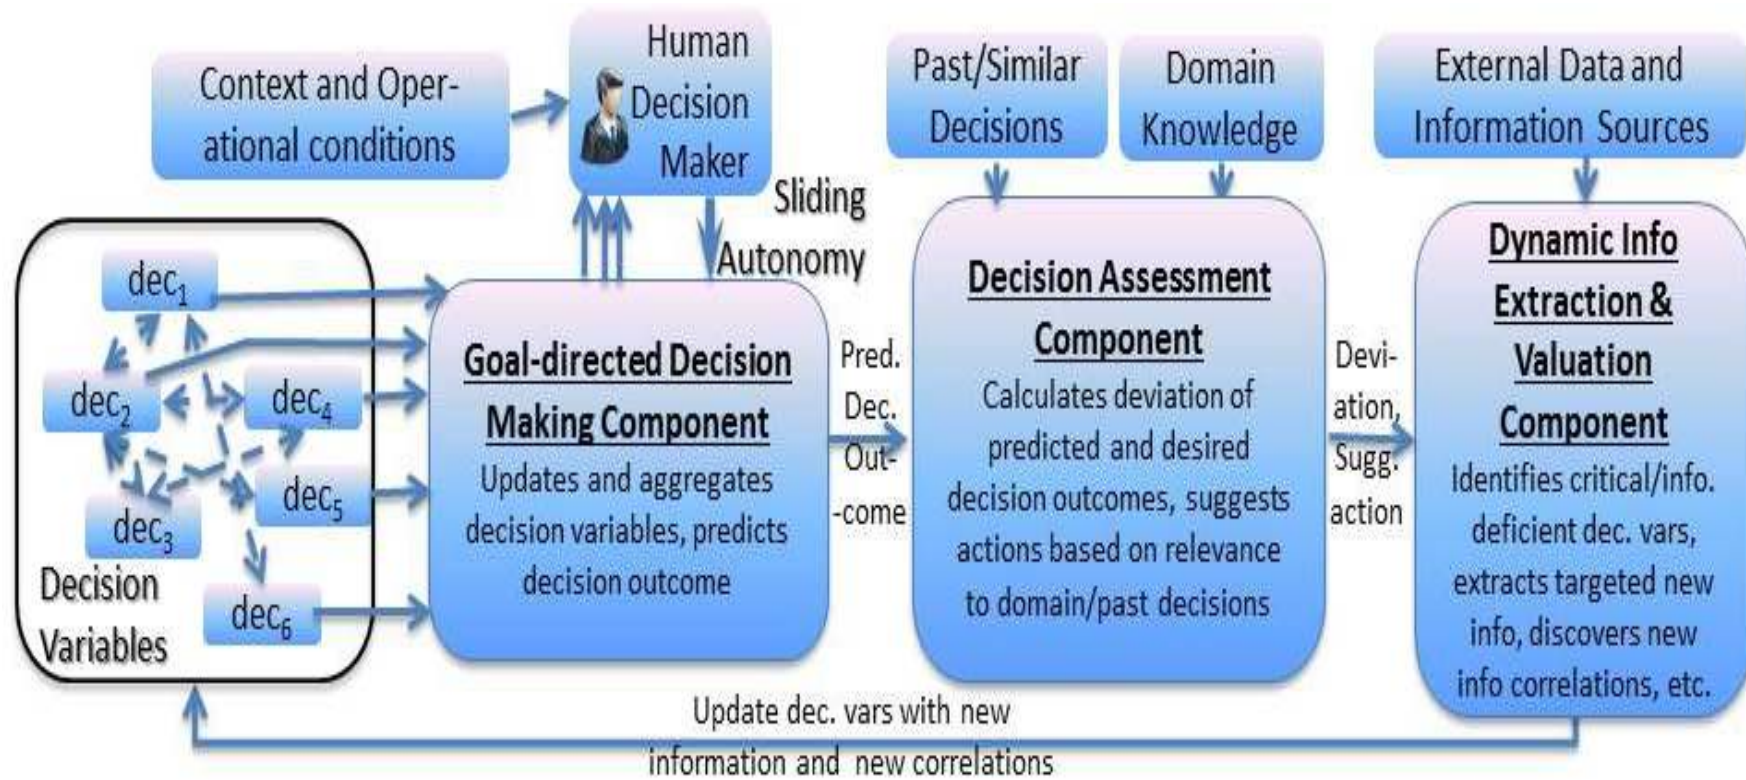 Context and Oper-
ational conditions
Human
Decision
Maker
Past/Similar
Decisions
Domain
Knowledge
External Data and
Information Sources
Sliding
Autonomy
dec₁
dec₂
dec₄
dec₃
dec₅
dec₆
Decision
Variables
Goal-directed Decision
Making Component
Updates and aggregates
decision variables, predicts
decision outcome
Pred.
Dec.
Out-
-come
Decision Assessment
Component
Calculates deviation of
predicted and desired
decision outcomes, suggests
actions based on relevance
to domain/past decisions
Devi-
ation,
Sugg.
action
Dynamic Info
Extraction &
Valuation
Component
Identifies critical/info.
deficient dec. vars,
extracts targeted new
info, discovers new
info correlations, etc.
Update dec. vars with new
information and new correlations